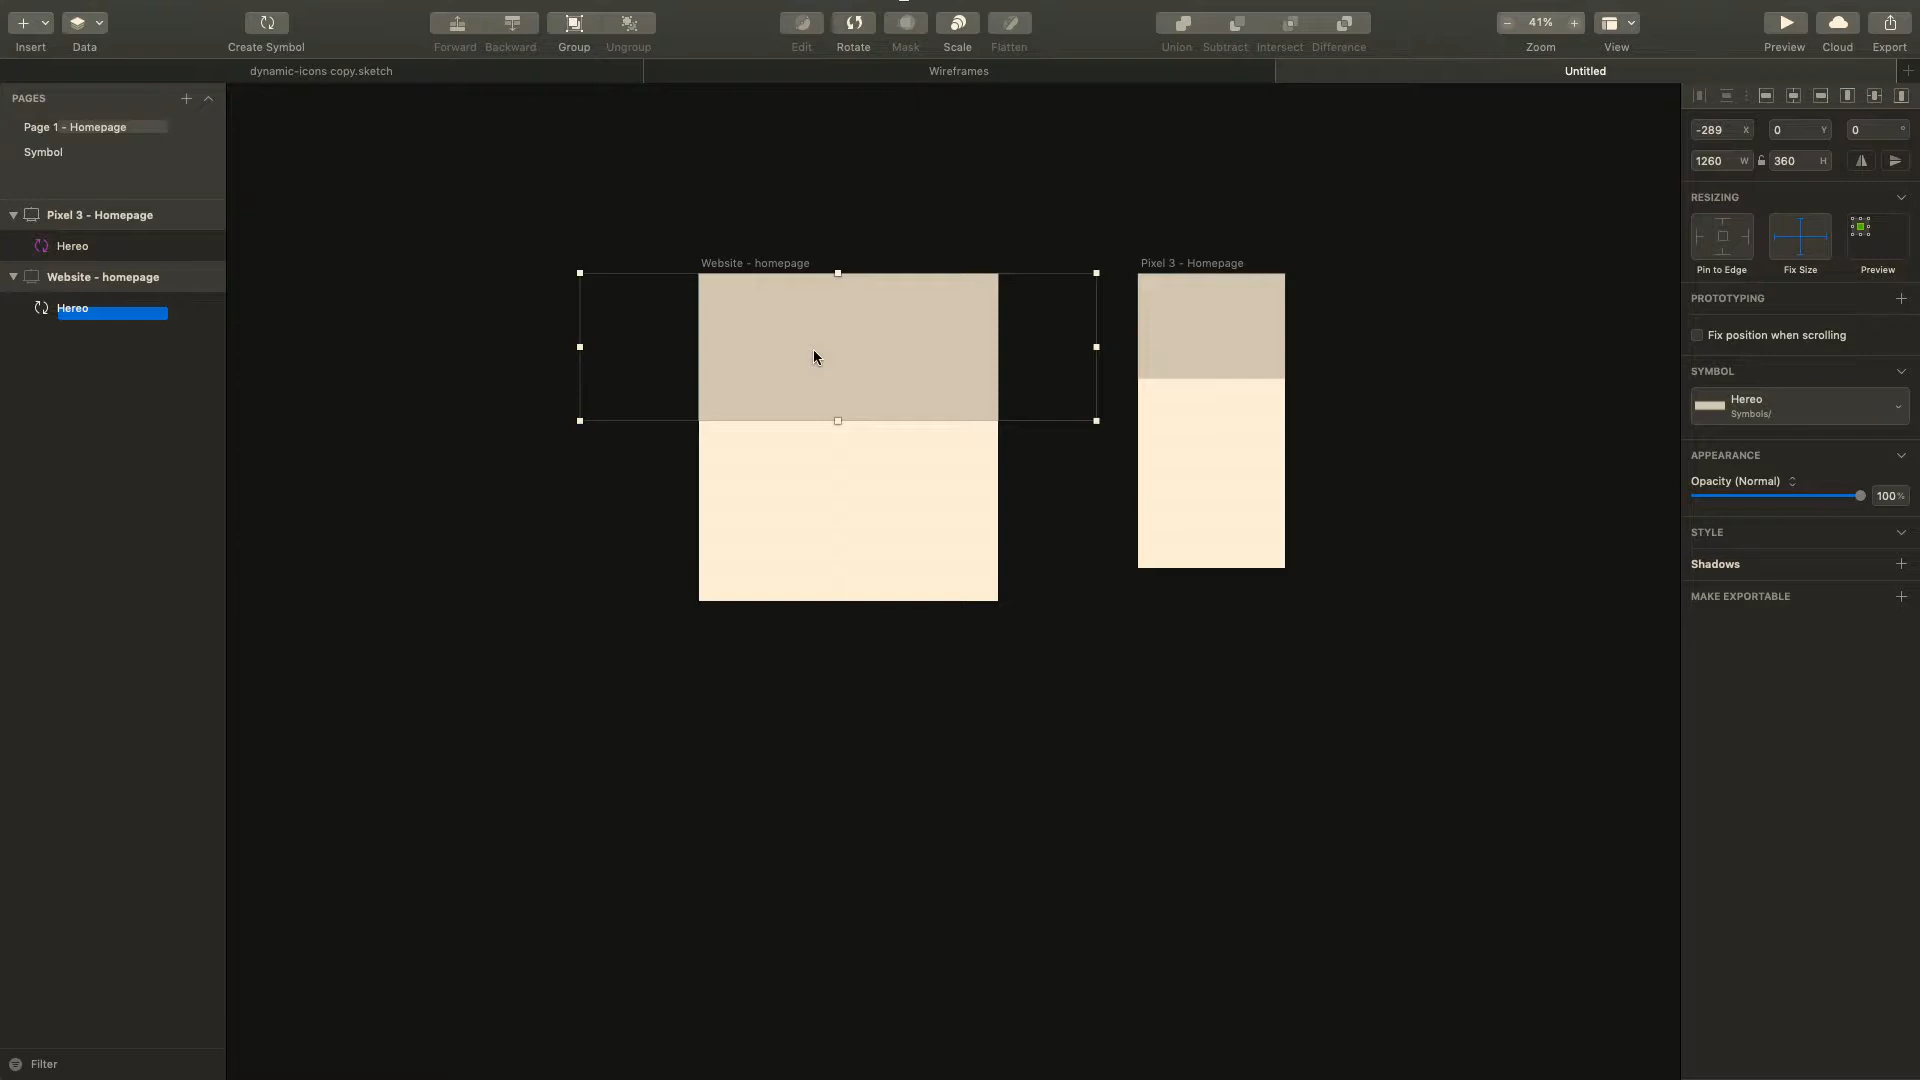 Insert
Data
Create Symbol
Forward
Backward
Group
Ungroup
Edit
Rotate
Mask
Scale
Flatten
Union
Subtract
Intersect
Difference
41%
Zoom
View
Preview
Cloud
Export
dynamic-icons copy.sketch
Wireframes
Untitled
PAGES
Page 1 - Homepage
Symbol
Pixel 3 - Homepage
Hereo
Website - homepage
Hereo
Filter
Website - homepage
Pixel 3 - Homepage
-289 X
0 Y
0 °
1260 W
360 H
RESIZING
Pin to Edge
Fix Size
Preview
PROTOTYPING
Fix position when scrolling
SYMBOL
Hereo
Symbols/
APPEARANCE
Opacity (Normal)
100%
STYLE
Shadows
MAKE EXPORTABLE